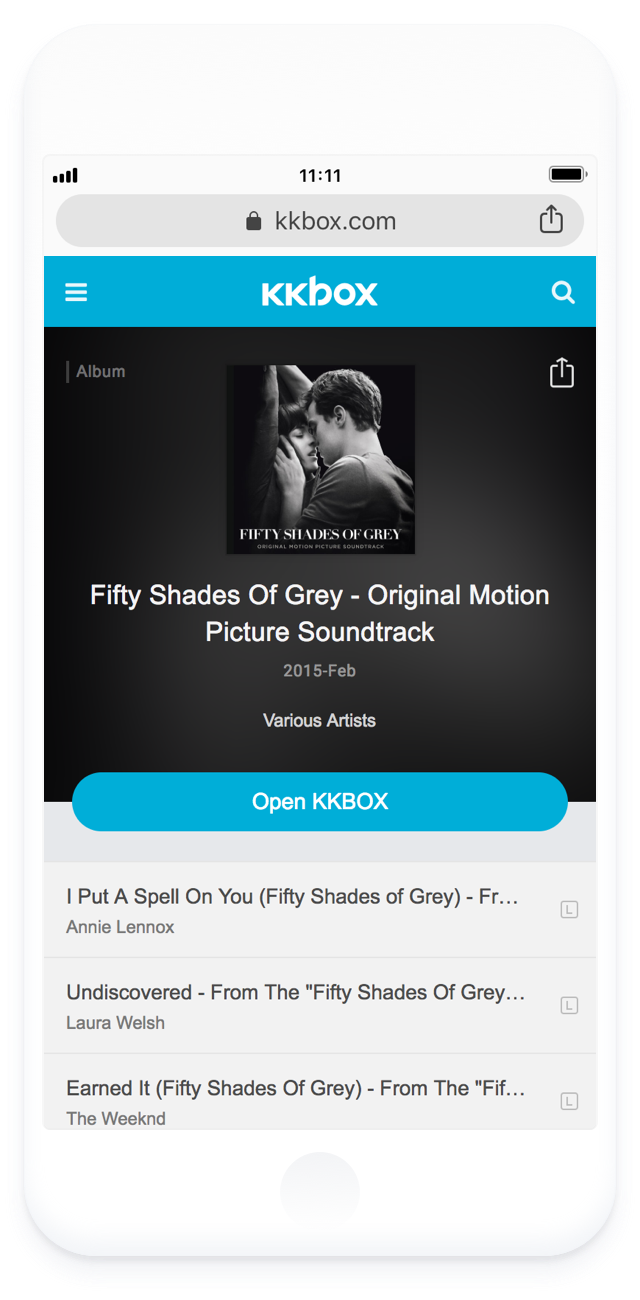 11:11
kkbox.com
KKBOX
Album
FIFTY SHADES OF GREY
ORIGINAL MOTION PICTURE SOUNDTRACK
Fifty Shades Of Grey - Original Motion
Picture Soundtrack
2015-Feb
Various Artists
Open KKBOX
I Put A Spell On You (Fifty Shades of Grey) - Fr...
L
Annie Lennox
Undiscovered - From The "Fifty Shades Of Grey...
L
Laura Welsh
Earned It (Fifty Shades Of Grey) - From The "Fif...
L
The Weeknd